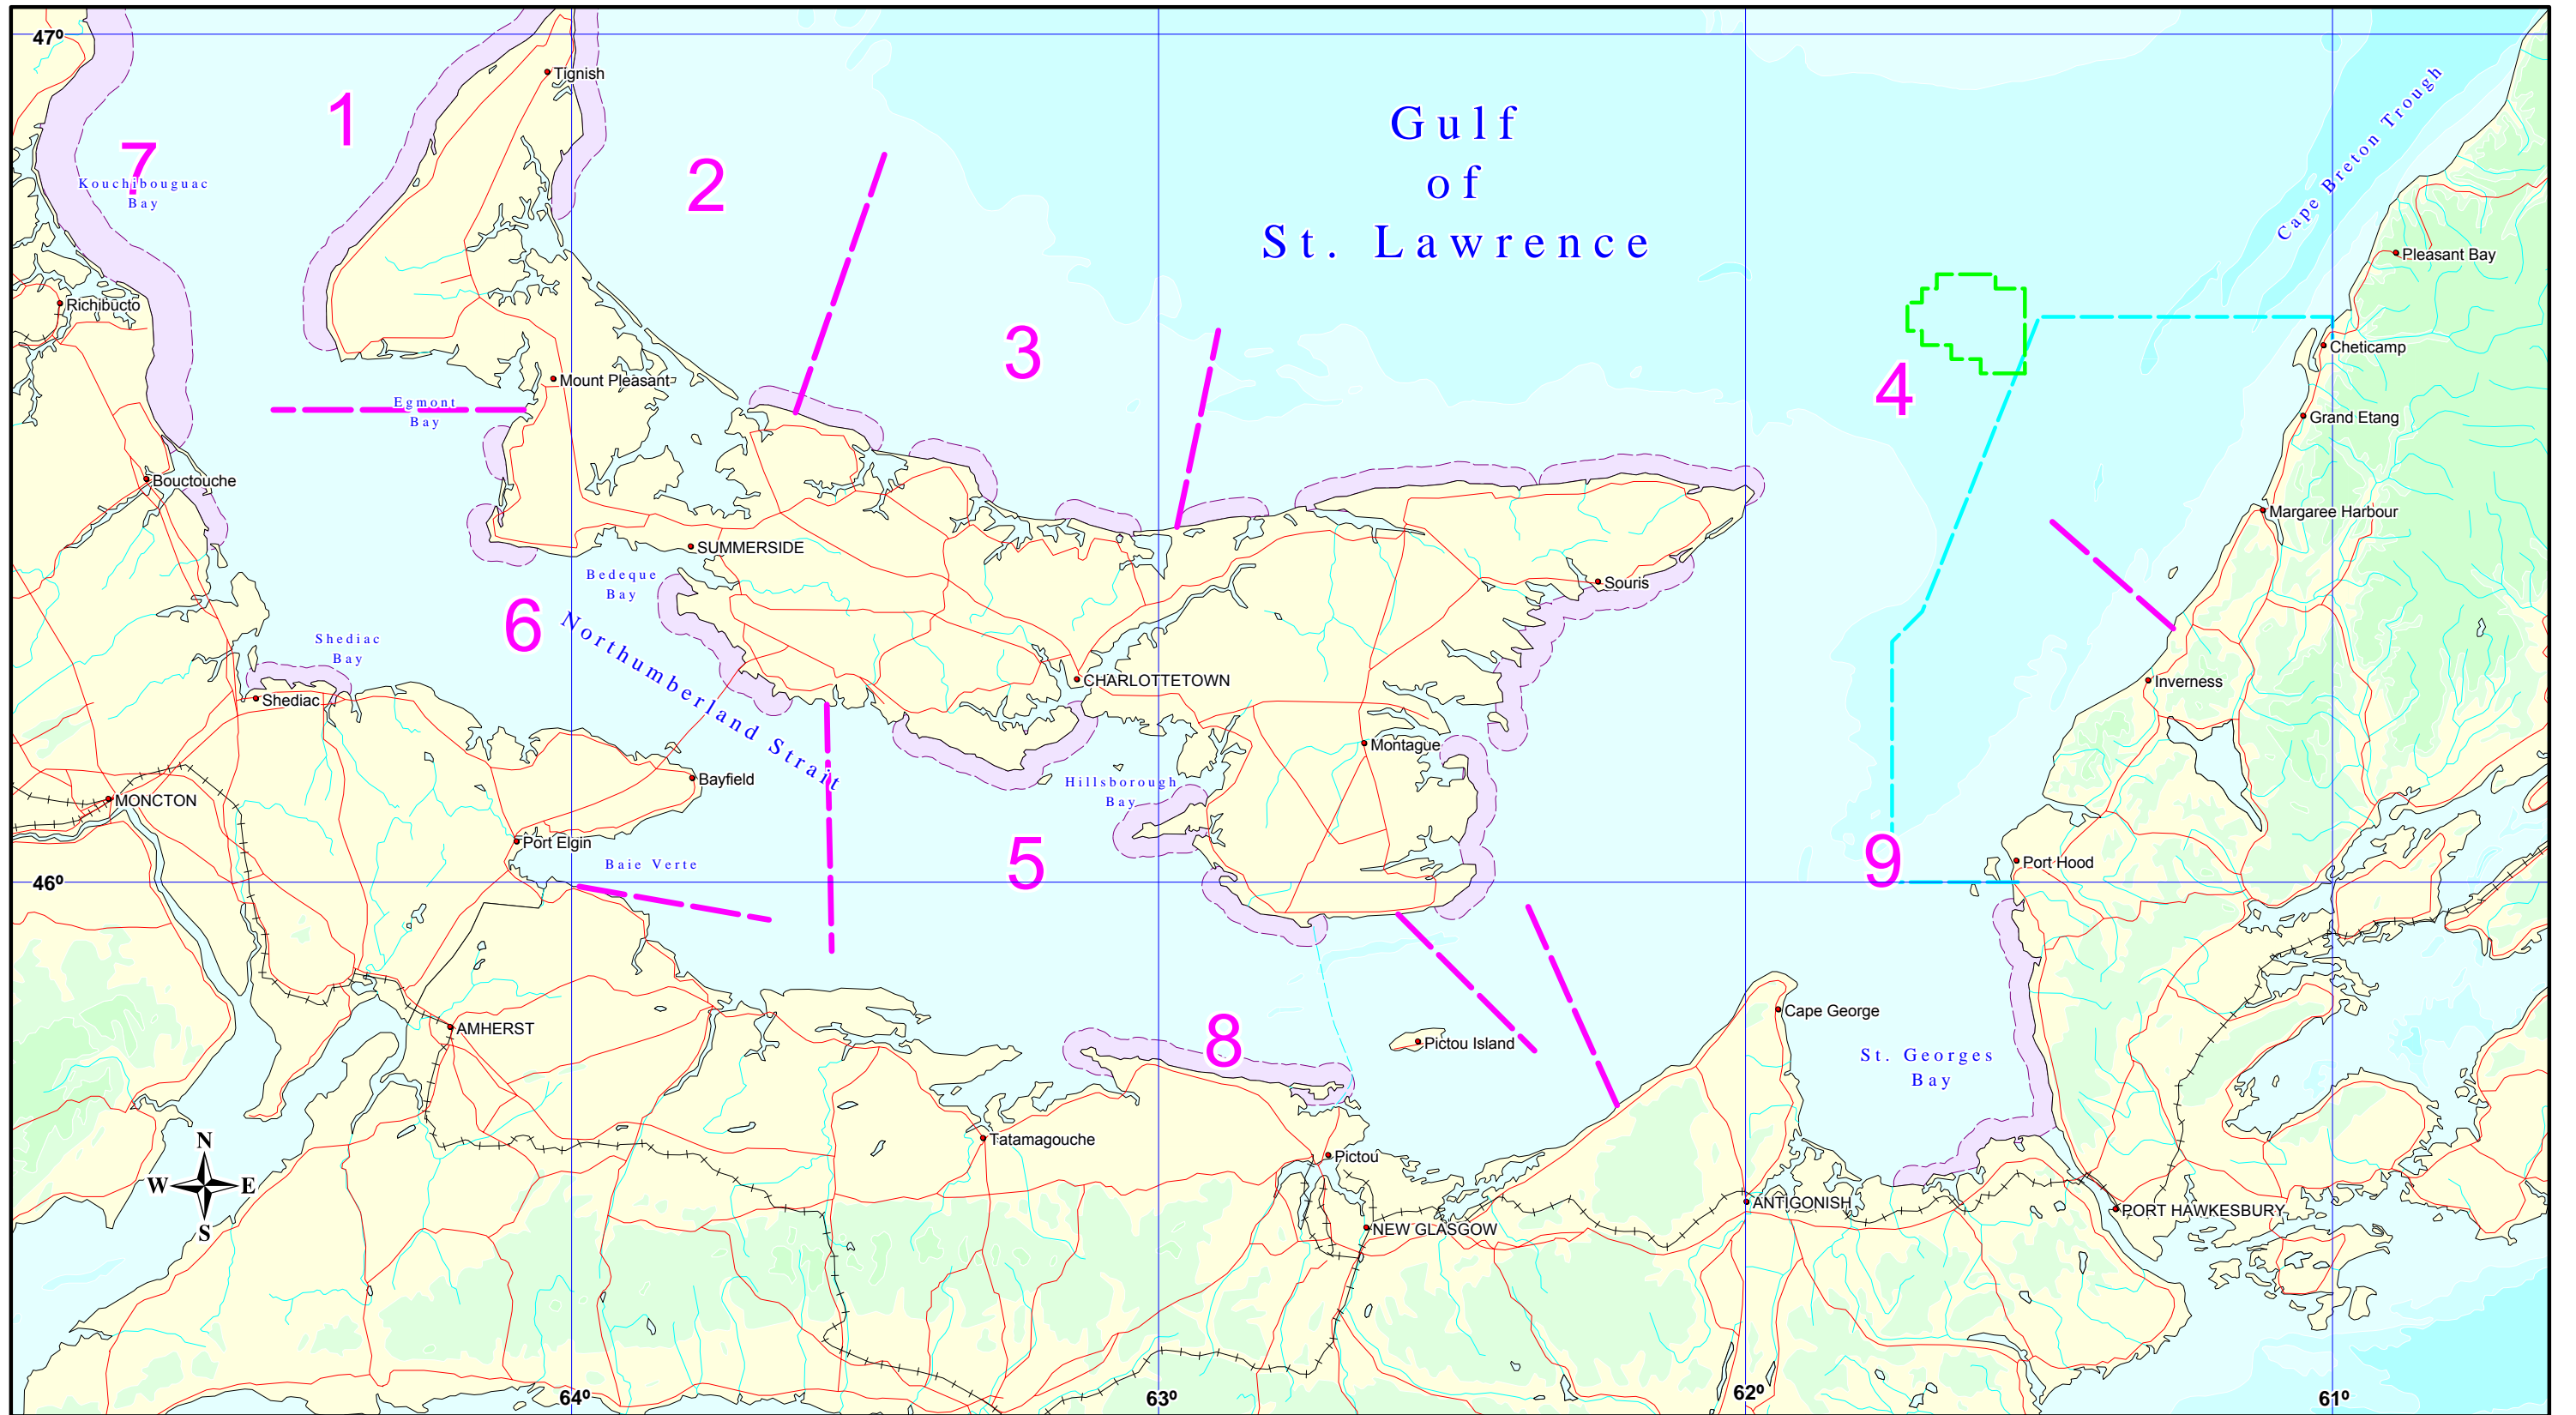 47º
Tignish
1
7
Kouchibouguac
Bay
2
Gulf
of
St. Lawrence
Cape Breton Trough
Pleasant Bay
Richibucto
3
4
Cheticamp
Mount Pleasant
Egmont
Bay
Grand Etang
Bouctouche
Margaree Harbour
SUMMERSIDE
Bedeque
Bay
Souris
6
Northumberland Strait
Shediac
Bay
Shediac
CHARLOTTETOWN
Inverness
Montague
Bayfield
Hillsborough
Bay
MONCTON
Port Elgin
Baie Verte
5
9
Port Hood
46º
Cape George
AMHERST
8
Pictou Island
St. Georges
Bay
Tatamagouche
Pictou
N
W E
S
ANTIGONISH
PORT HAWKESBURY
NEW GLASGOW
64º
63º
62º
61º